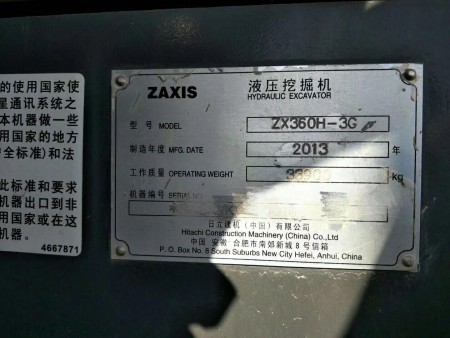 的使用国家使
星通讯系统之
本机器做一些
用国家的地方
中全标准)和法
此标准和要求
机器出口到非
用国家或在这
机器。
4667871
ZAXIS 液压挖掘机
HYDRAULIC EXCAVATOR
型号 MODEL ZX360H-3G
制造年度 MFG. DATE 2013 年
工作质量 OPERATING WEIGHT kg
机器编号 SERIAL NO.
日立建机(中国)有限公司
Hitachi Construction Machinery (China) Co.,Ltd
中国 安徽 合肥市南郊新城8号信箱
P. O. Box No. 8 South Suburbs New City Hefei, Anhui, China